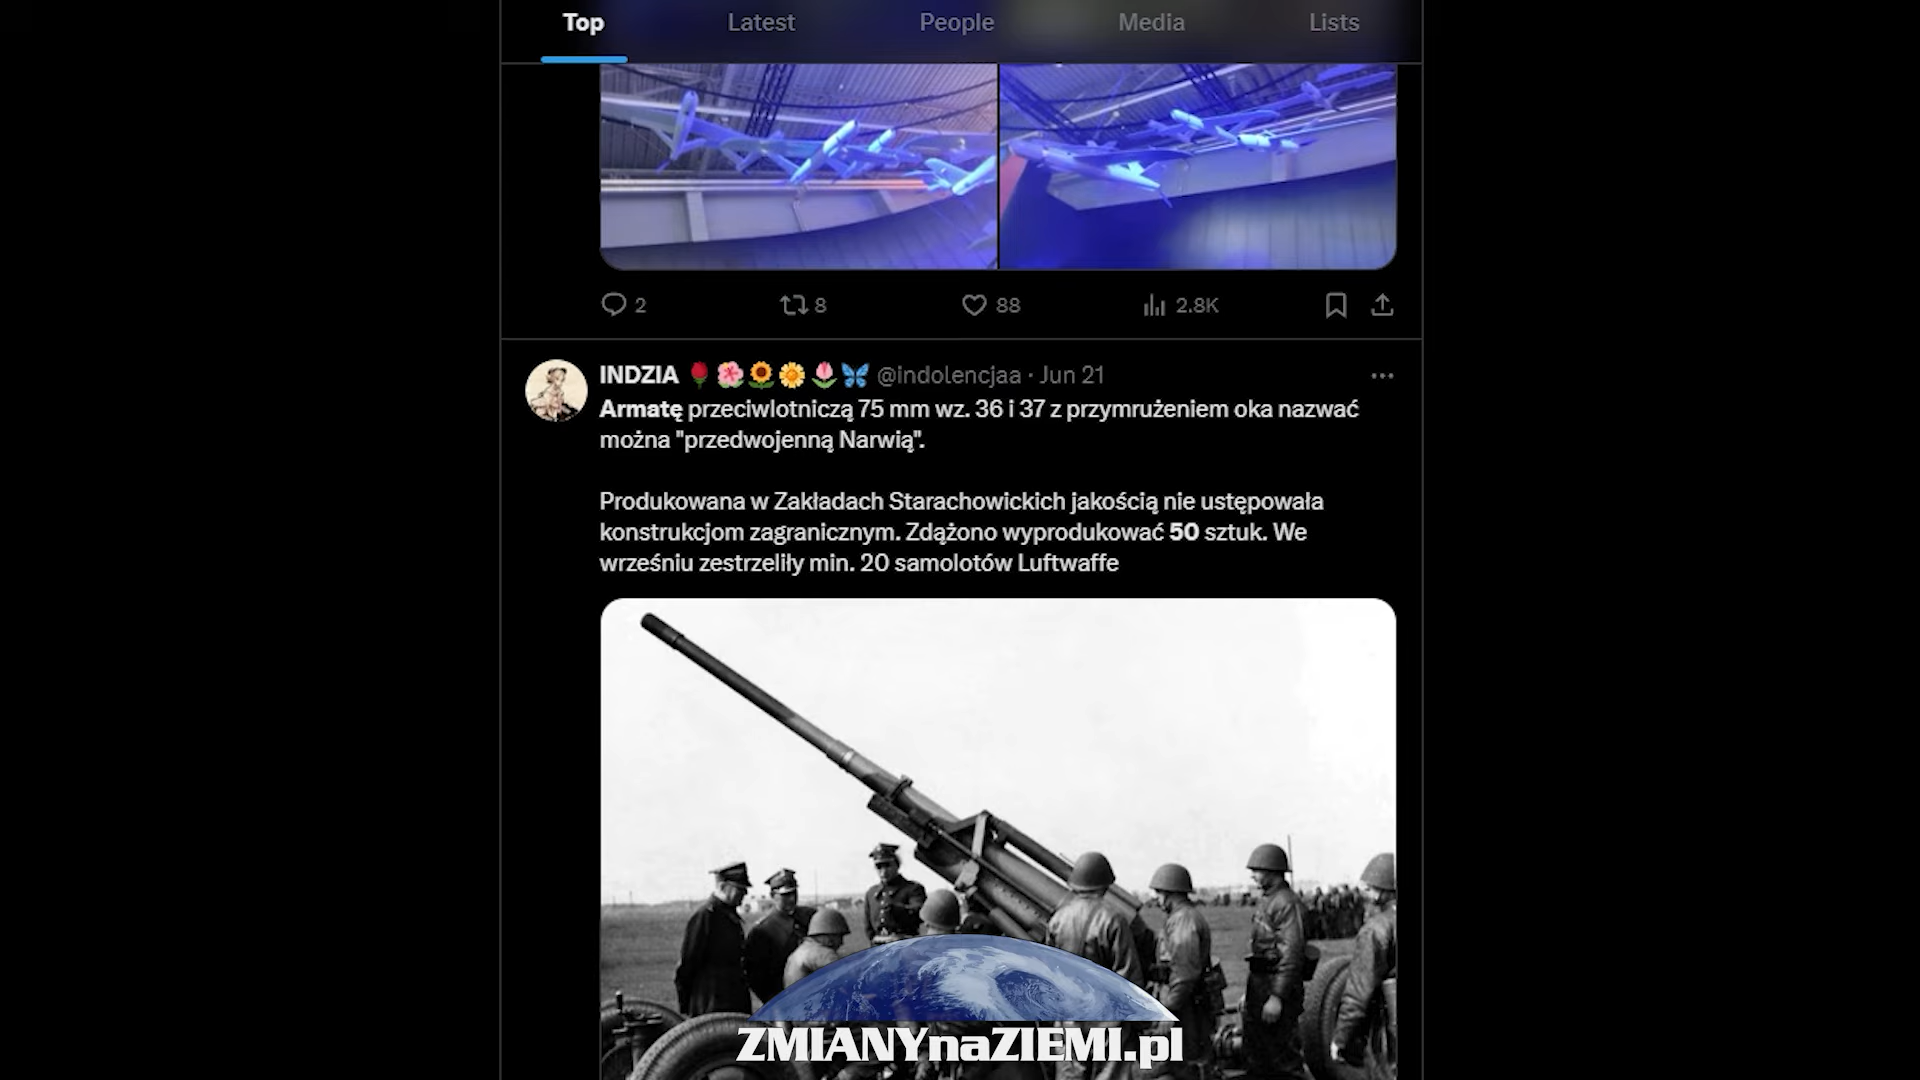 Top Latest People Media Lists
2 8 88 2.8K
INDZIA 🌹🌺🌻🌼🌷🦋 @indolencjaa · Jun 21
Armatę przeciwlotniczą 75 mm wz. 36 i 37 z przymrużeniem oka nazwać
można "przedwojenną Narwią".
Produkowana w Zakładach Starachowickich jakością nie ustępowała
konstrukcjom zagranicznym. Zdążono wyprodukować 50 sztuk. We
wrześniu zestrzeliły min. 20 samolotów Luftwaffe
ZMIANYnaZIEMI.pl